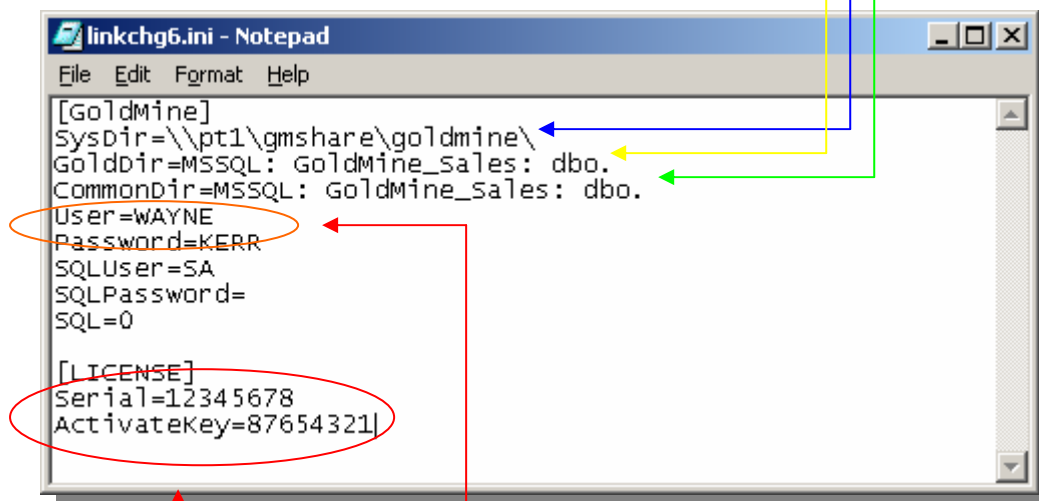 linkchg6.ini - Notepad
File Edit Format Help
[GoldMine]
SysDir=\\pt1\gmshare\goldmine\
GoldDir=MSSQL: GoldMine_Sales: dbo.
CommonDir=MSSQL: GoldMine_Sales: dbo.
User=WAYNE
Password=KERR
SQLUser=SA
SQLPassword=
SQL=0
[LICENSE]
Serial=12345678
ActivateKey=87654321